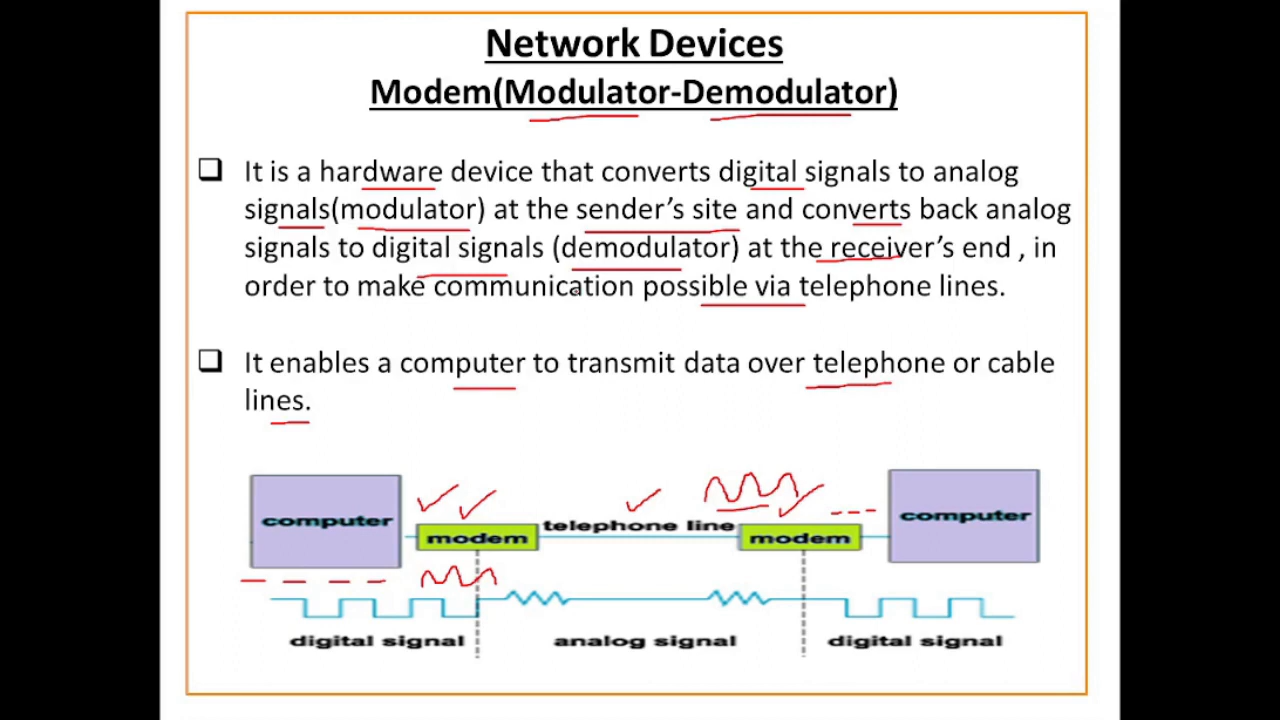 Network Devices
Modem(Modulator-Demodulator)
It is a hardware device that converts digital signals to analog
signals(modulator) at the sender's site and converts back analog
signals to digital signals (demodulator) at the receiver's end , in
order to make communication possible via telephone lines.
It enables a computer to transmit data over telephone or cable
lines.
computer modem telephone line modem computer
digital signal analog signal digital signal